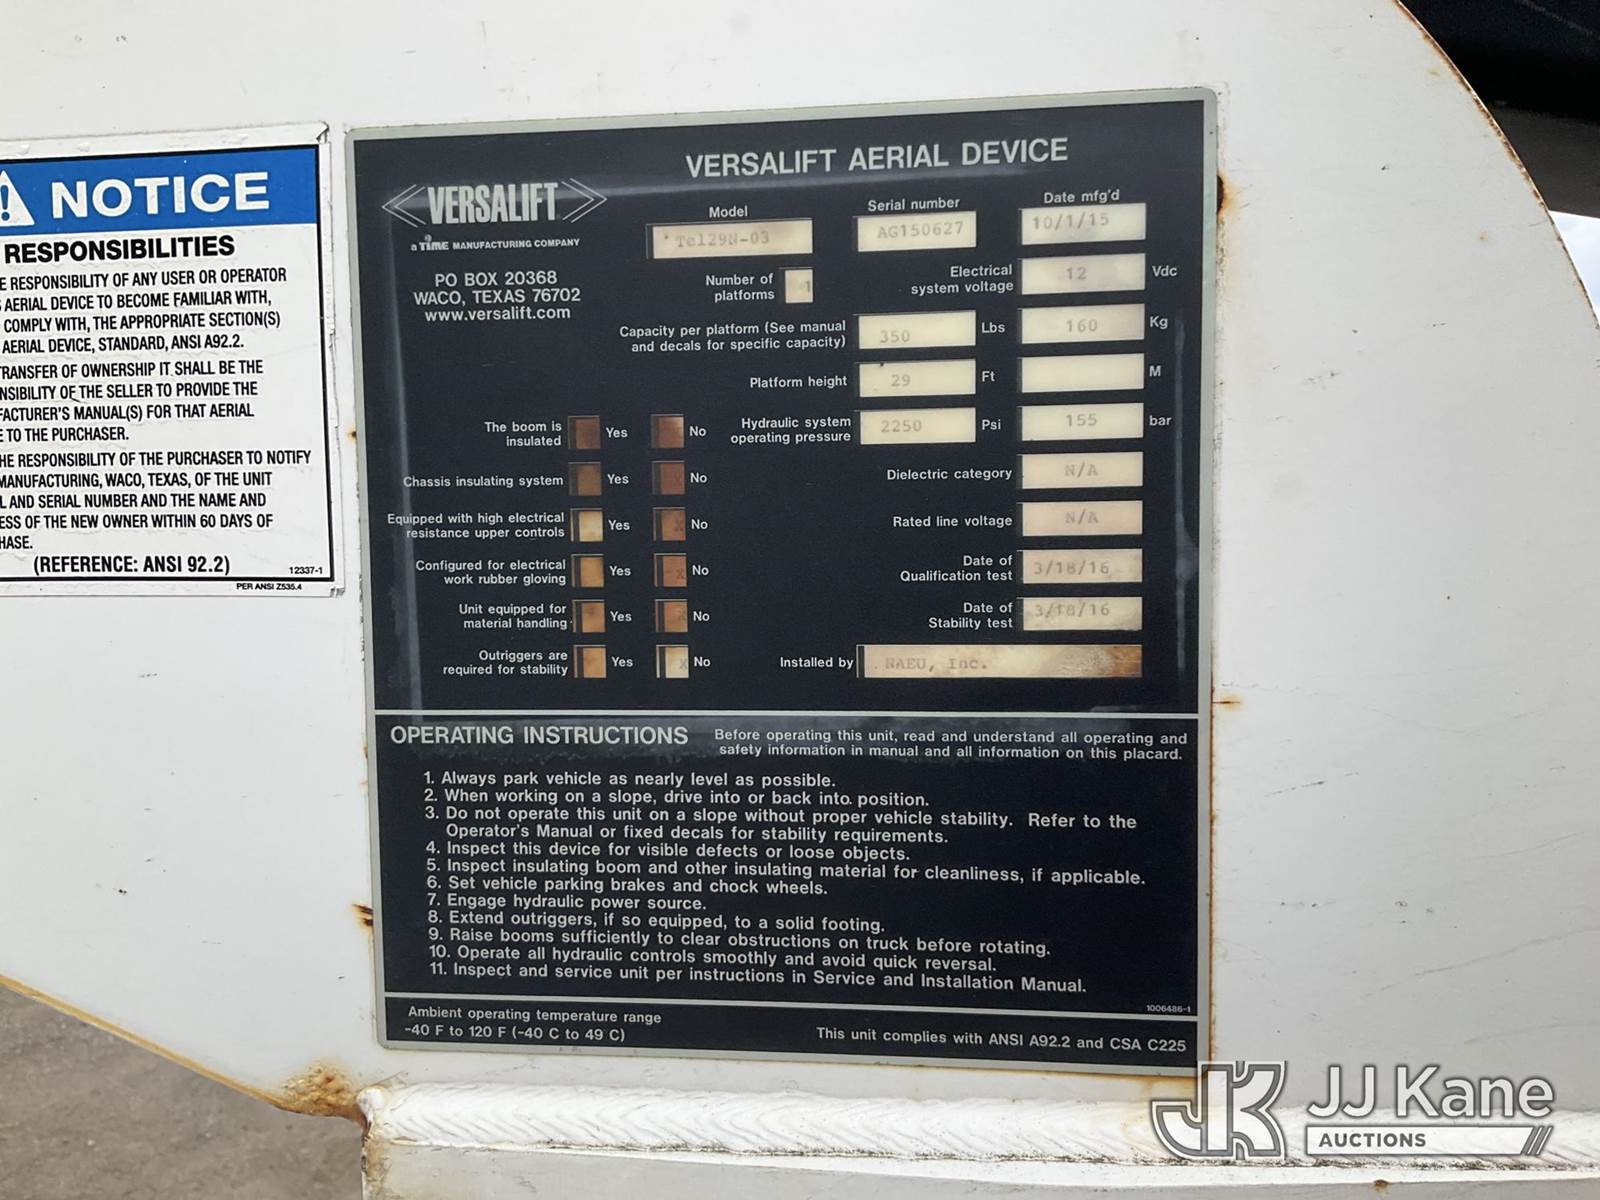 NOTICE
RESPONSIBILITIES
RESPONSIBILITY OF ANY USER OR OPERATOR
AERIAL DEVICE TO BECOME FAMILIAR WITH,
COMPLY WITH, THE APPROPRIATE SECTION(S)
AERIAL DEVICE, STANDARD, ANSI A92.2.
TRANSFER OF OWNERSHIP IT SHALL BE THE
NSIBILITY OF THE SELLER TO PROVIDE THE
FACTURER'S MANUAL(S) FOR THAT AERIAL
E TO THE PURCHASER.
HE RESPONSIBILITY OF THE PURCHASER TO NOTIFY
MANUFACTURING, WACO, TEXAS, OF THE UNIT
L AND SERIAL NUMBER AND THE NAME AND
ESS OF THE NEW OWNER WITHIN 60 DAYS OF
HASE.
(REFERENCE: ANSI 92.2)
12337-1
PER ANSI Z535.4
VERSALIFT AERIAL DEVICE
VERSALIFT
a TIME MANUFACTURING COMPANY
PO BOX 20368
WACO, TEXAS 76702
www.versalift.com
Model
Tel29N-03
Serial number
AG150627
Date mfg'd
10/1/15
Number of
platforms
1
Electrical
system voltage
12 Vdc
Capacity per platform (See manual
and decals for specific capacity)
350 Lbs 160 Kg
Platform height 29 Ft M
Hydraulic system
operating pressure
2250 Psi 155 bar
Dielectric category N/A
Rated line voltage N/A
Date of
Qualification test
3/18/16
Date of
Stability test
3/18/16
Installed by NAEU, Inc.
The boom is
insulated
Yes No
Chassis insulating system Yes No
Equipped with high electrical
resistance upper controls
Yes X No
Configured for electrical
work rubber gloving
Yes X No
Unit equipped for
material handling
Yes X No
Outriggers are
required for stability
Yes X No
OPERATING INSTRUCTIONS
Before operating this unit, read and understand all operating and
safety information in manual and all information on this placard.
1. Always park vehicle as nearly level as possible.
2. When working on a slope, drive into or back into position.
3. Do not operate this unit on a slope without proper vehicle stability. Refer to the
Operator's Manual or fixed decals for stability requirements.
4. Inspect this device for visible defects or loose objects.
5. Inspect insulating boom and other insulating material for cleanliness, if applicable.
6. Set vehicle parking brakes and chock wheels.
7. Engage hydraulic power source.
8. Extend outriggers, if so equipped, to a solid footing.
9. Raise booms sufficiently to clear obstructions on truck before rotating.
10. Operate all hydraulic controls smoothly and avoid quick reversal.
11. Inspect and service unit per instructions in Service and Installation Manual.
1006486-1
Ambient operating temperature range
-40 F to 120 F (-40 C to 49 C)
This unit complies with ANSI A92.2 and CSA C225
JK JJ Kane
AUCTIONS